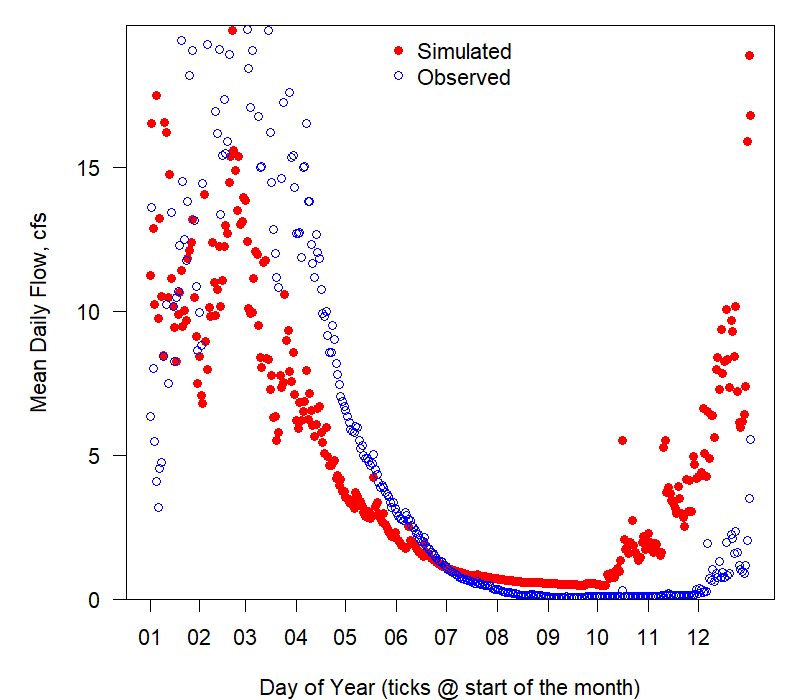 Simulated
Observed
15
10
5
0
Mean Daily Flow, cfs
01 02 03 04 05 06 07 08 09 10 11 12
Day of Year (ticks @ start of the month)